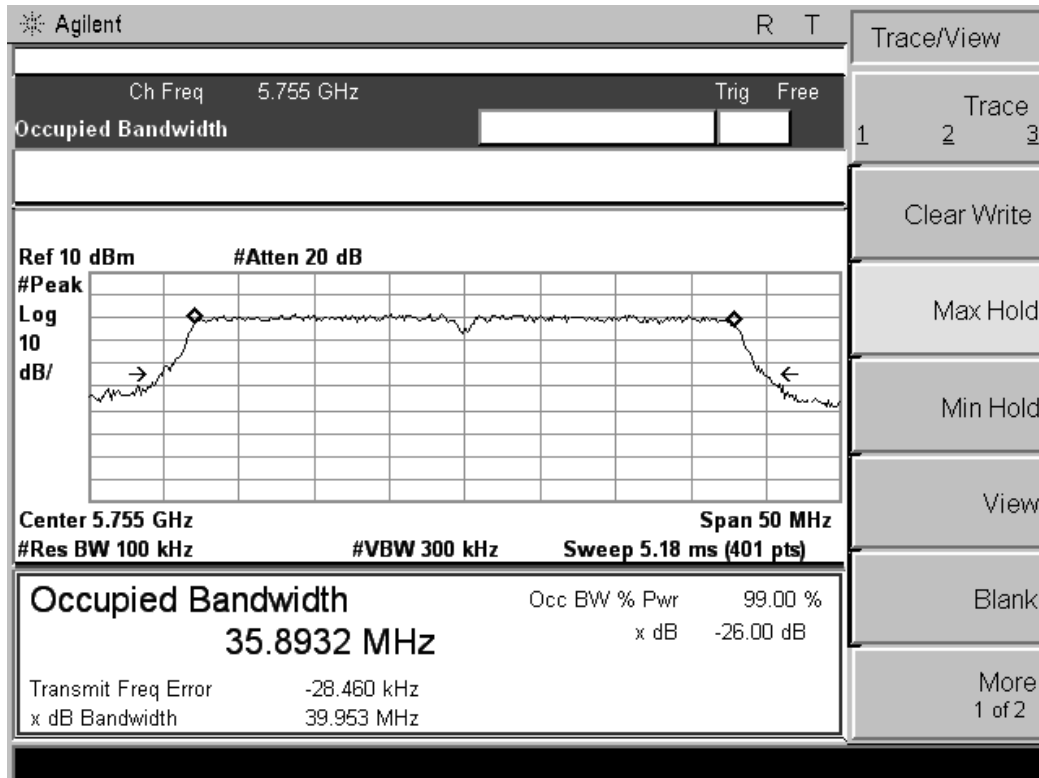 Agilent R T
Ch Freq 5.755 GHz Trig Free
Occupied Bandwidth
Ref 10 dBm #Atten 20 dB
#Peak
Log
10
dB/
Center 5.755 GHz Span 50 MHz
#Res BW 100 kHz #VBW 300 kHz Sweep 5.18 ms (401 pts)
Occupied Bandwidth
35.8932 MHz
Occ BW % Pwr 99.00 %
x dB -26.00 dB
Transmit Freq Error -28.460 kHz
x dB Bandwidth 39.953 MHz
Trace/View
Trace
1 2 3
Clear Write
Max Hold
Min Hold
View
Blank
More
1 of 2